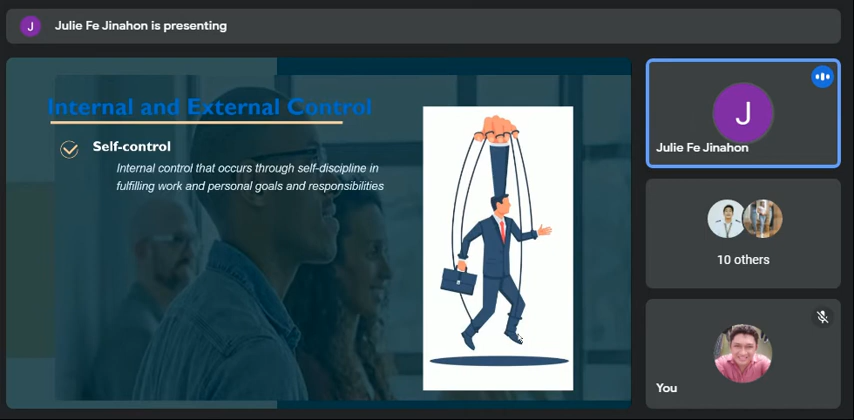 J
Julie Fe Jinahon is presenting
Internal and External Control
Self-control
Internal control that occurs through self-discipline in
fulfilling work and personal goals and responsibilities
J
Julie Fe Jinahon
10 others
You